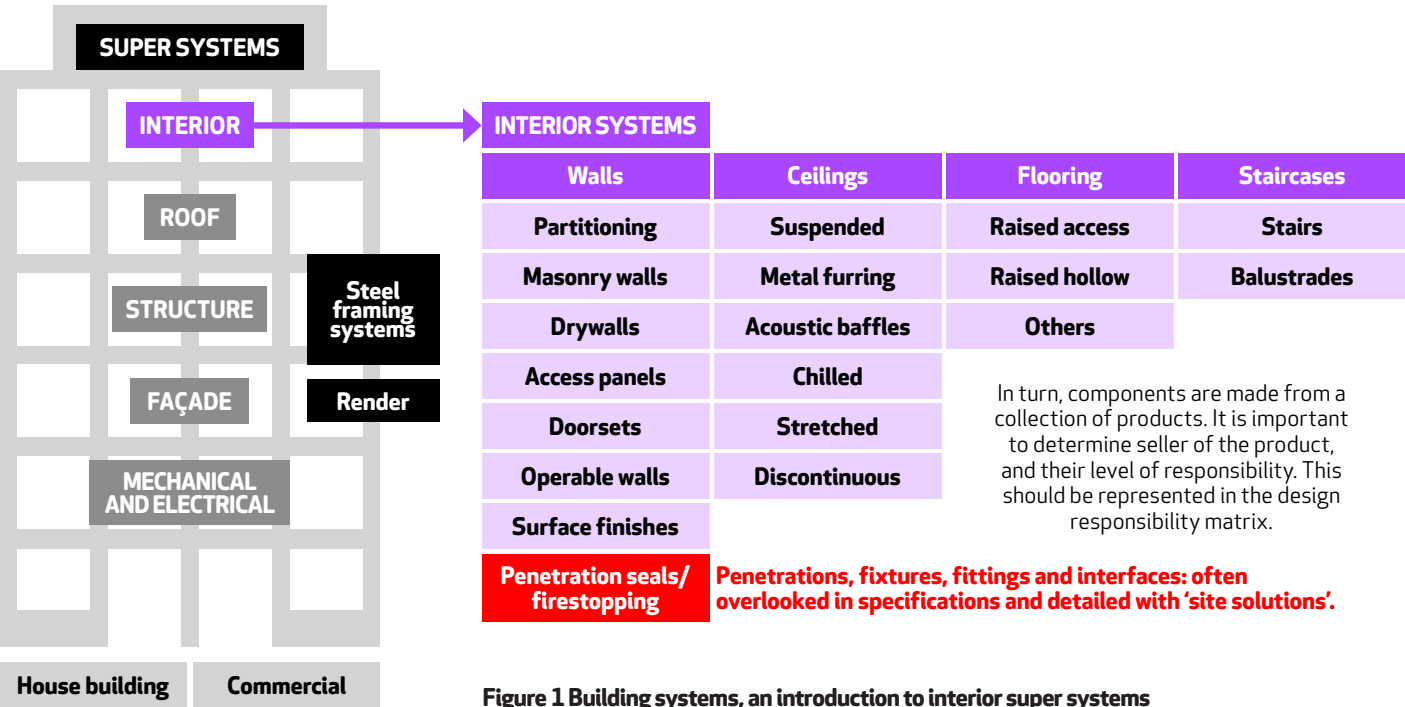 SUPER SYSTEMS
INTERIOR
ROOF
STRUCTURE
Steel
framing
systems
FAÇADE
Render
MECHANICAL
AND ELECTRICAL
House building
Commercial
INTERIOR SYSTEMS
Walls
Ceilings
Flooring
Staircases
Partitioning
Suspended
Raised access
Stairs
Masonry walls
Metal furring
Raised hollow
Balustrades
Drywalls
Acoustic baffles
Others
Access panels
Chilled
Doorsets
Stretched
Operable walls
Discontinuous
Surface finishes
In turn, components are made from a
collection of products. It is important
to determine seller of the product,
and their level of responsibility. This
should be represented in the design
responsibility matrix.
Penetration seals/
firestopping
Penetrations, fixtures, fittings and interfaces: often
overlooked in specifications and detailed with ‘site solutions’.
Figure 1 Building systems, an introduction to interior super systems